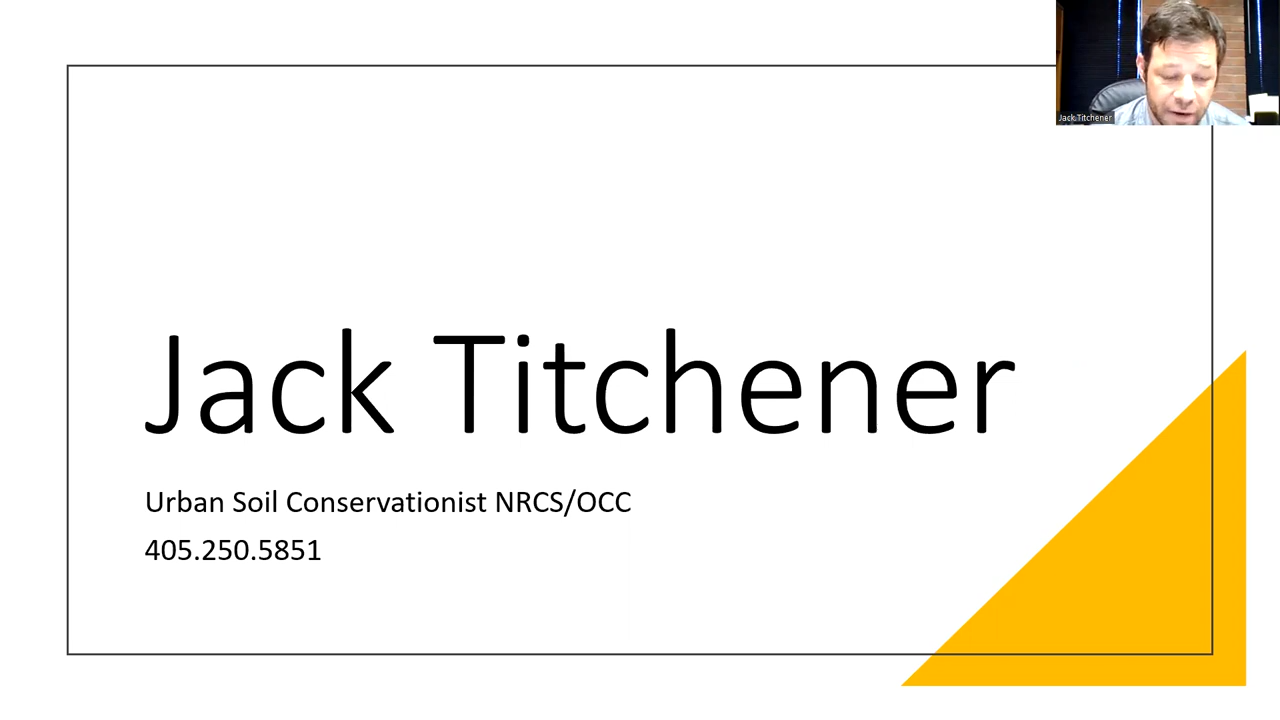 Jack Titchener
Jack Titchener
Urban Soil Conservationist NRCS/OCC
405.250.5851